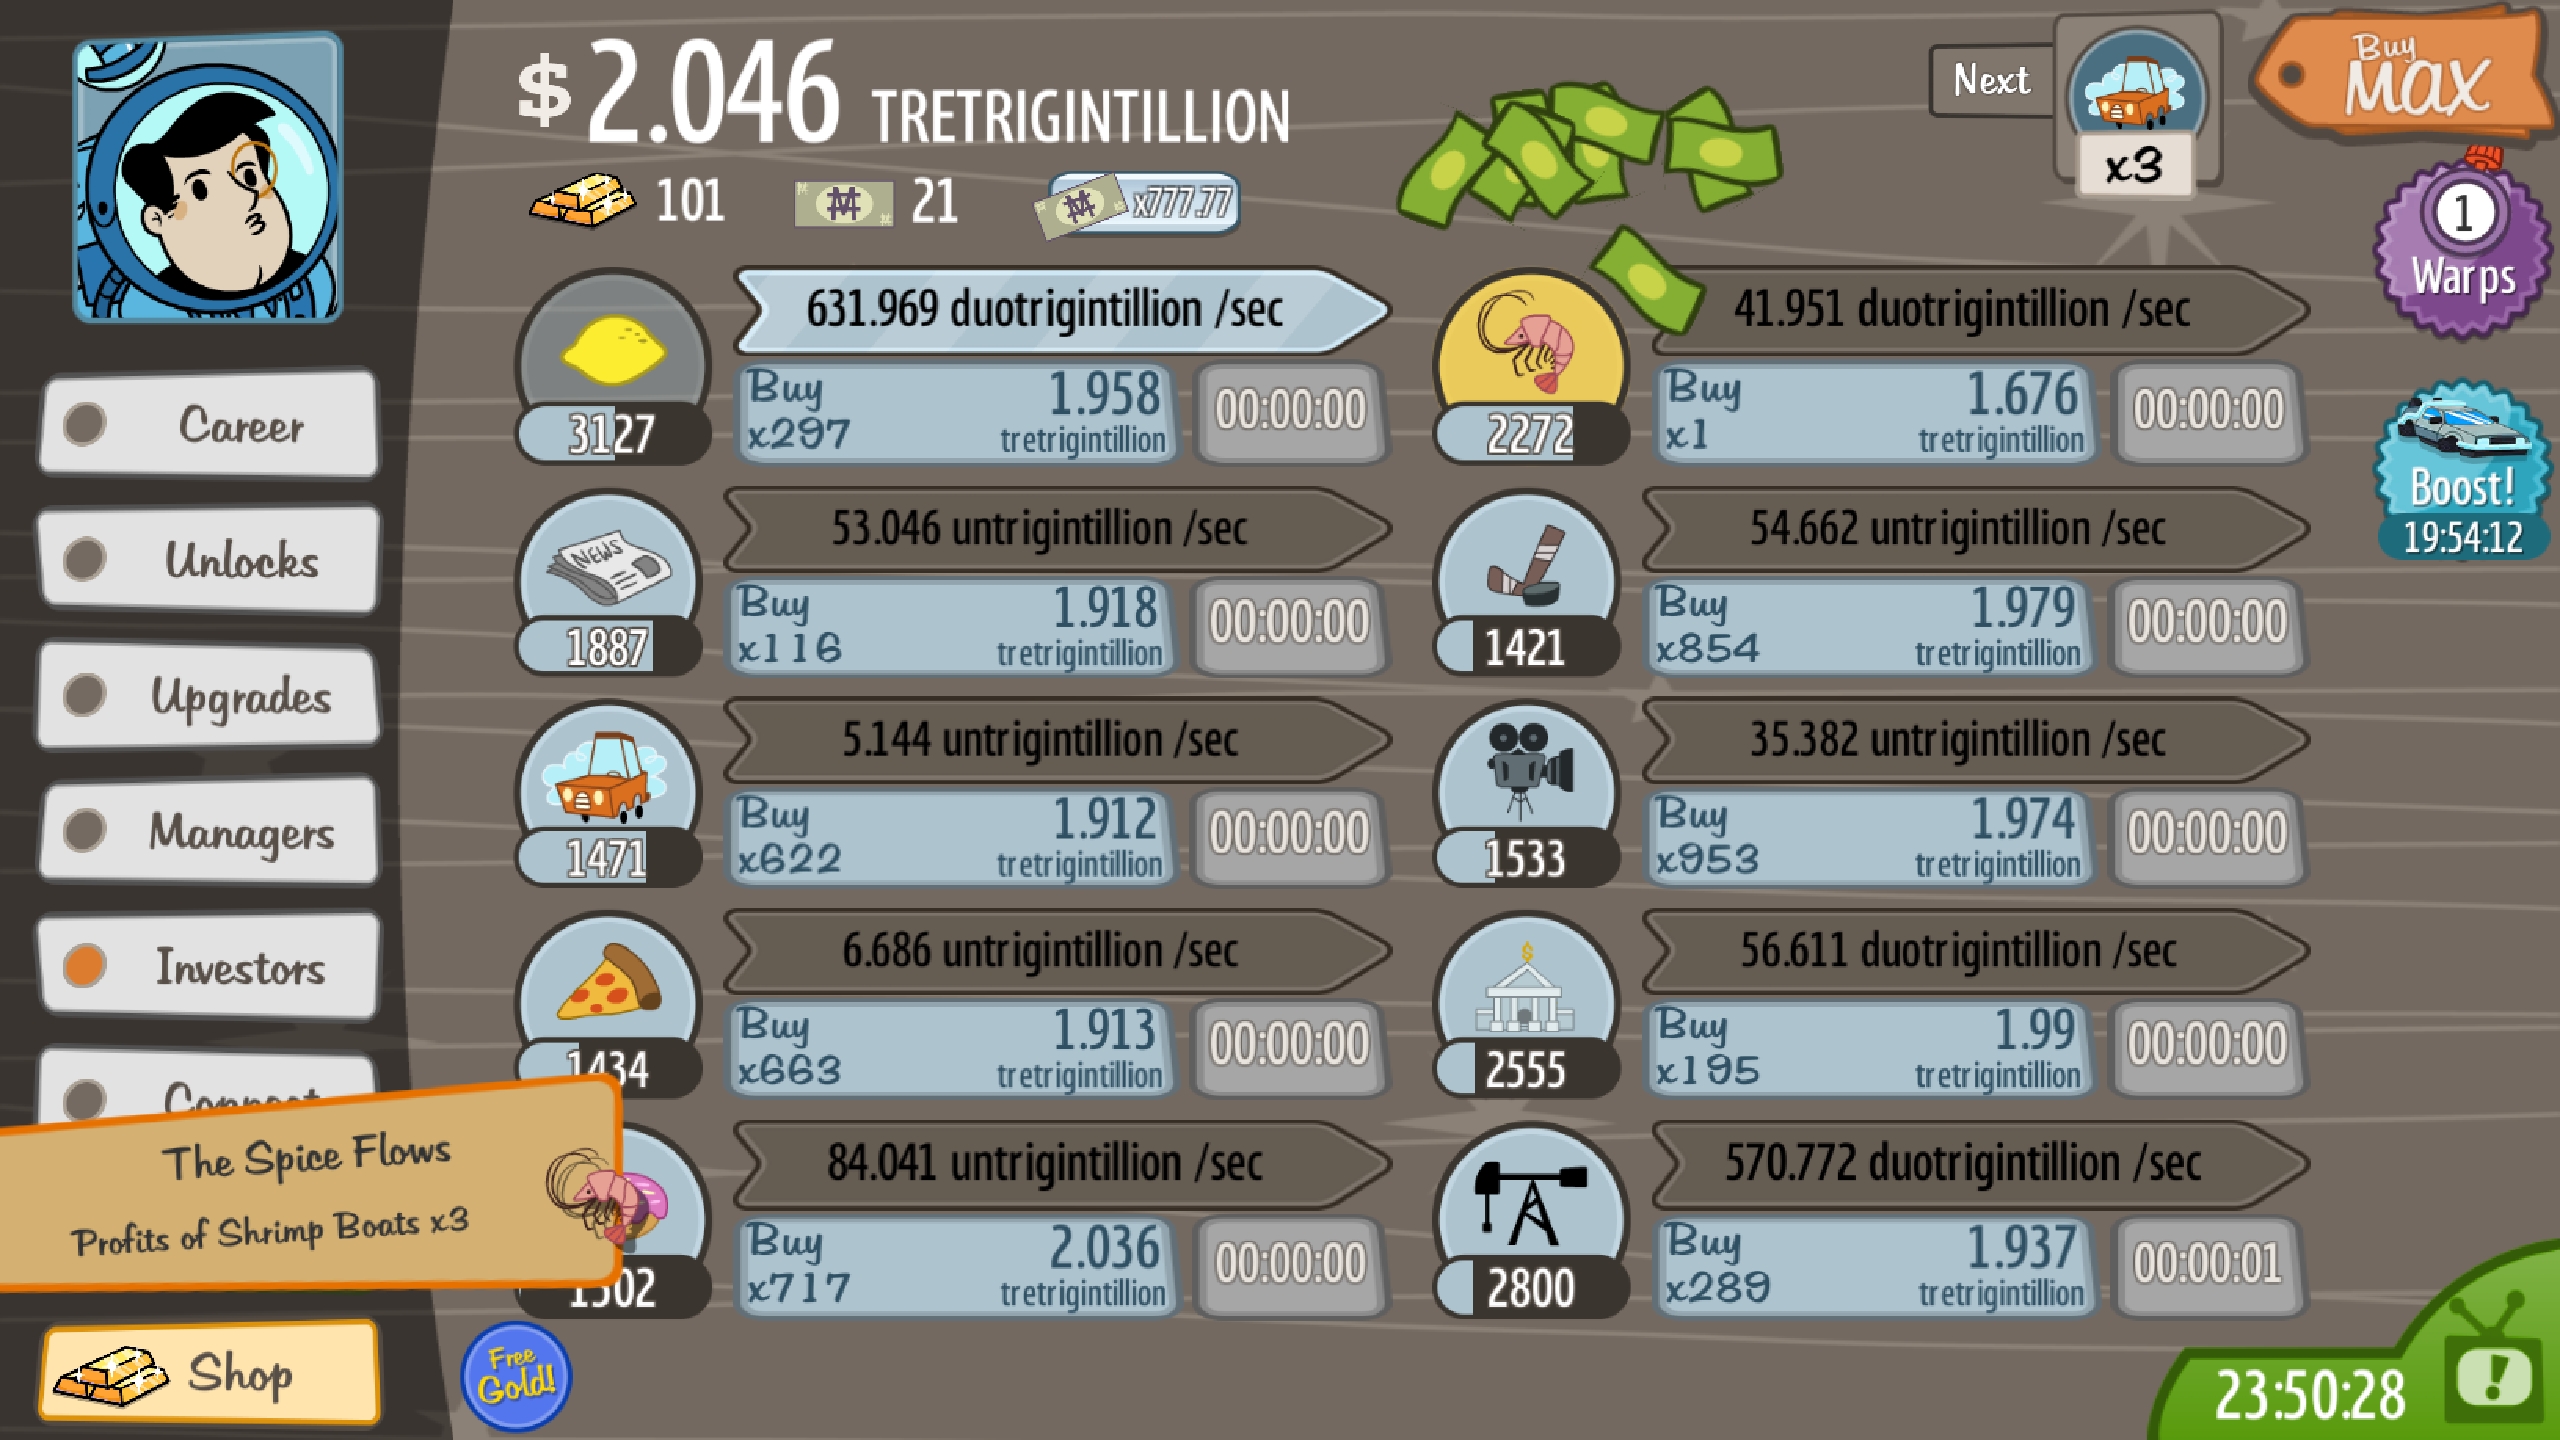 $2.046 TRETRIGINTILLION
101
21
x777.77
Next
x3
Buy
MAX
1
Warps
Boost!
19:54:12
Career
Unlocks
Upgrades
Managers
Investors
Connect
631.969 duotrigintillion /sec
3127
Buy
x297
1.958
tretrigintillion
00:00:00
41.951 duotrigintillion /sec
2272
Buy
x1
1.676
tretrigintillion
00:00:00
NEWS
53.046 untrigintillion /sec
1887
Buy
x116
1.918
tretrigintillion
00:00:00
54.662 untrigintillion /sec
1421
Buy
x854
1.979
tretrigintillion
00:00:00
5.144 untrigintillion /sec
1471
Buy
x622
1.912
tretrigintillion
00:00:00
35.382 untrigintillion /sec
1533
Buy
x953
1.974
tretrigintillion
00:00:00
6.686 untrigintillion /sec
1434
Buy
x663
1.913
tretrigintillion
00:00:00
$
56.611 duotrigintillion /sec
2555
Buy
x195
1.99
tretrigintillion
00:00:00
84.041 untrigintillion /sec
1502
Buy
x717
2.036
tretrigintillion
00:00:00
570.772 duotrigintillion /sec
2800
Buy
x289
1.937
tretrigintillion
00:00:01
The Spice Flows
Profits of Shrimp Boats x3
Shop
Free
Gold!
23:50:28
!